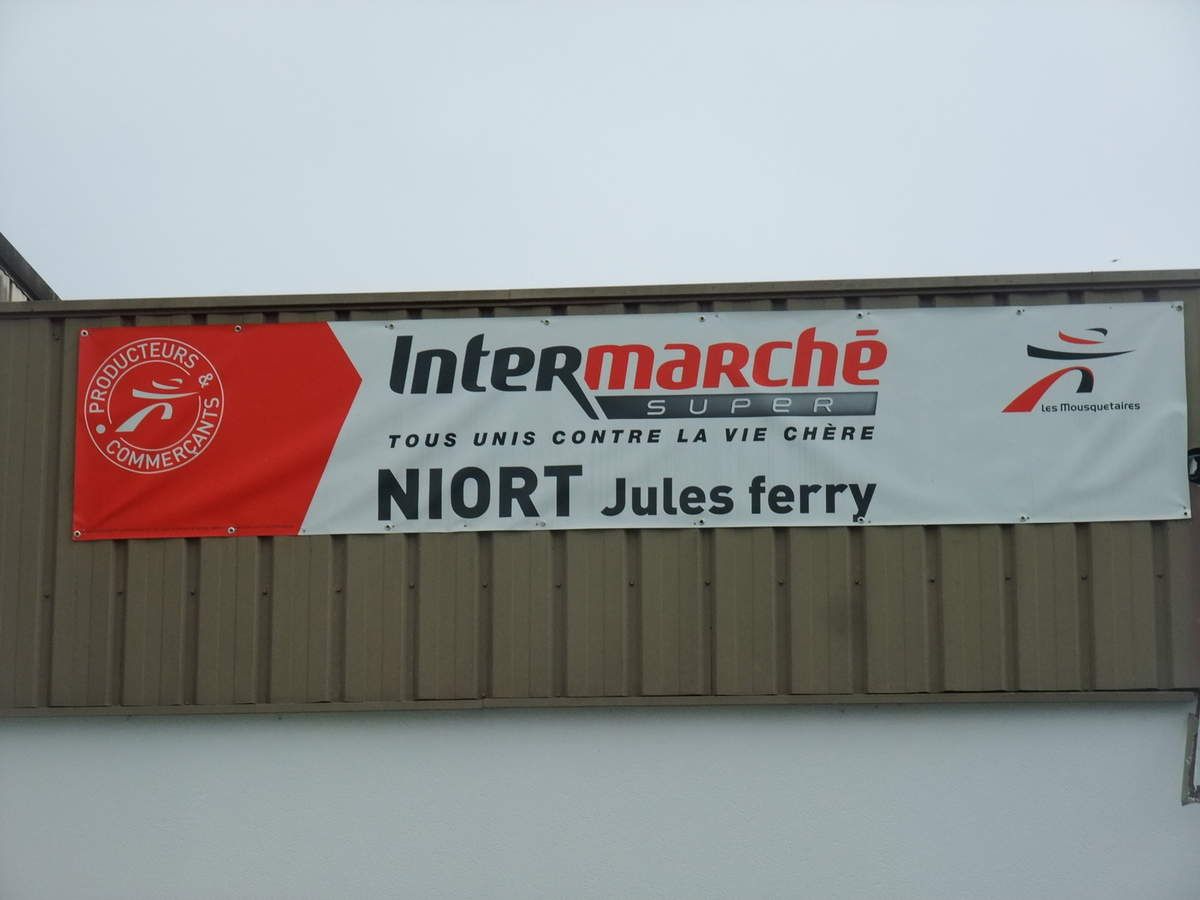 PRODUCTEURS &
COMMERÇANTS
Intermarché
SUPER
TOUS UNIS CONTRE LA VIE CHÈRE
NIORT Jules ferry
les Mousquetaires